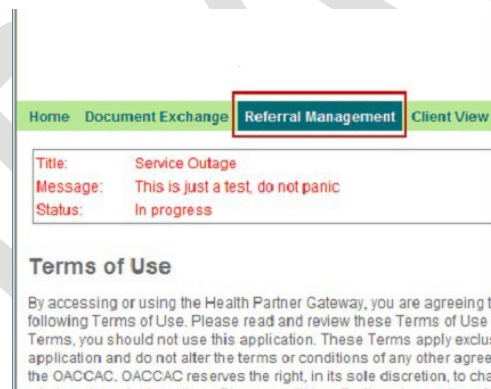 Home Document Exchange Referral Management Client View
Title: Service Outage
Message: This is just a test, do not panic
Status: In progress
Terms of Use
By accessing or using the Health Partner Gateway, you are agreeing
following Terms of Use. Please read and review these Terms of Use
Terms, you should not use this application. These Terms apply
application and do not alter the terms or conditions of any other
the OACCAC. OACCAC reserves the right, in its sole discretion, to